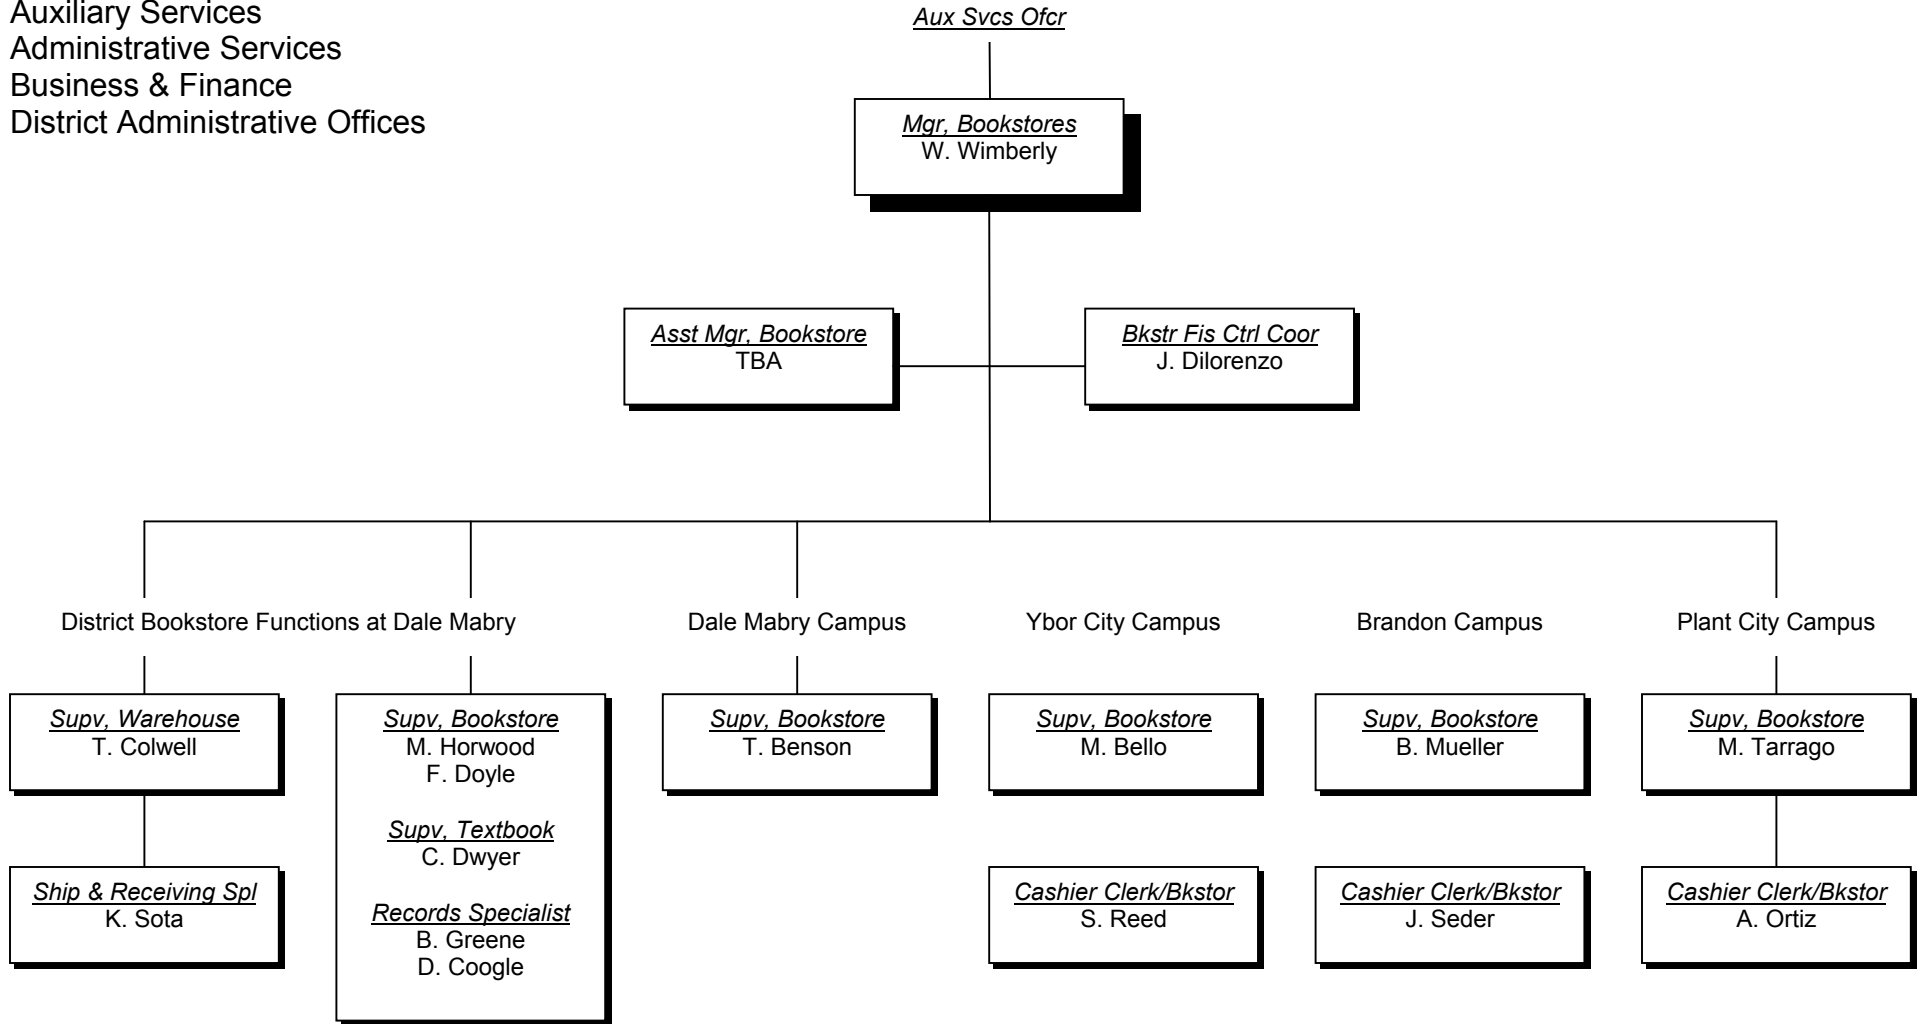 Auxiliary Services
Administrative Services
Business & Finance
District Administrative Offices
Aux Svcs Ofcr
Mgr, Bookstores
W. Wimberly
Asst Mgr, Bookstore
TBA
Bkstr Fis Ctrl Coor
J. Dilorenzo
District Bookstore Functions at Dale Mabry
Dale Mabry Campus
Ybor City Campus
Brandon Campus
Plant City Campus
Supv, Warehouse
T. Colwell
Supv, Bookstore
M. Horwood
F. Doyle
Supv, Textbook
C. Dwyer
Records Specialist
B. Greene
D. Coogle
Supv, Bookstore
T. Benson
Supv, Bookstore
M. Bello
Supv, Bookstore
B. Mueller
Supv, Bookstore
M. Tarrago
Ship & Receiving Spl
K. Sota
Cashier Clerk/Bkstor
S. Reed
Cashier Clerk/Bkstor
J. Seder
Cashier Clerk/Bkstor
A. Ortiz